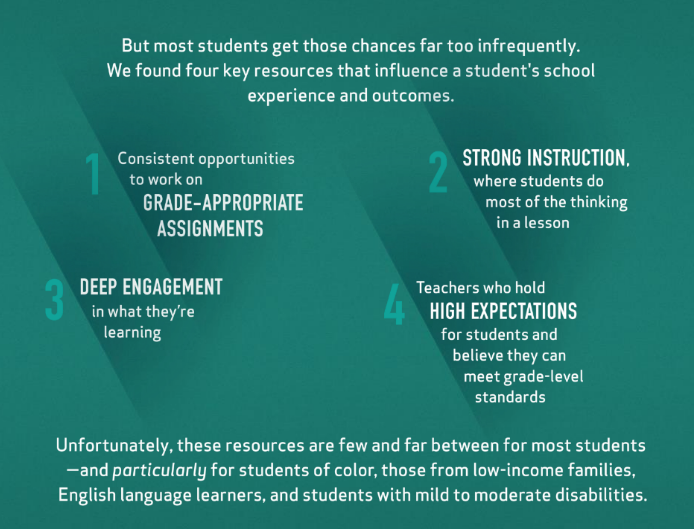 But most students get those chances far too infrequently.
We found four key resources that influence a student's school
experience and outcomes.
1
Consistent opportunities
to work on
GRADE-APPROPRIATE
ASSIGNMENTS
2
STRONG INSTRUCTION,
where students do
most of the thinking
in a lesson
3
DEEP ENGAGEMENT
in what they're
learning
4
Teachers who hold
HIGH EXPECTATIONS
for students and
believe they can
meet grade-level
standards
Unfortunately, these resources are few and far between for most students
—and particularly for students of color, those from low-income families,
English language learners, and students with mild to moderate disabilities.